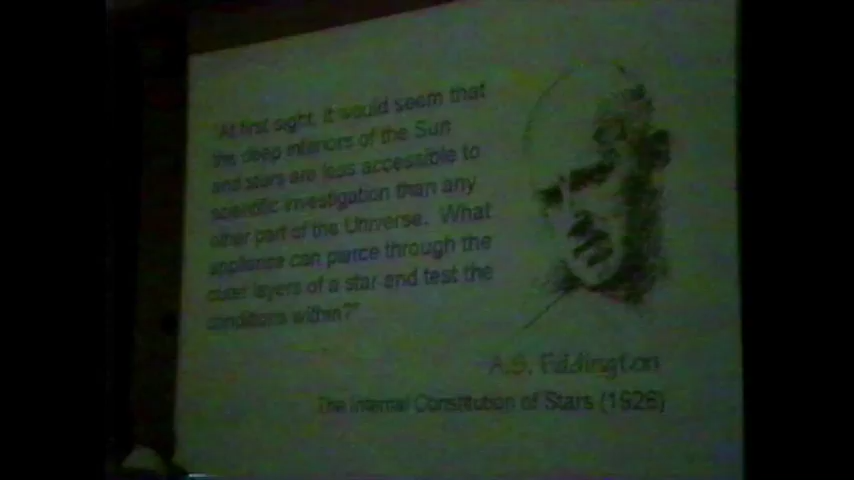 "At first sight, it would seem that
the deep interiors of the Sun
and stars are less accessible to
scientific investigation than any
other part of the Universe. What
appliance can pierce through the
outer layers of a star and test the
conditions within?"
A.S. Eddington
The Internal Constitution of Stars (1926)